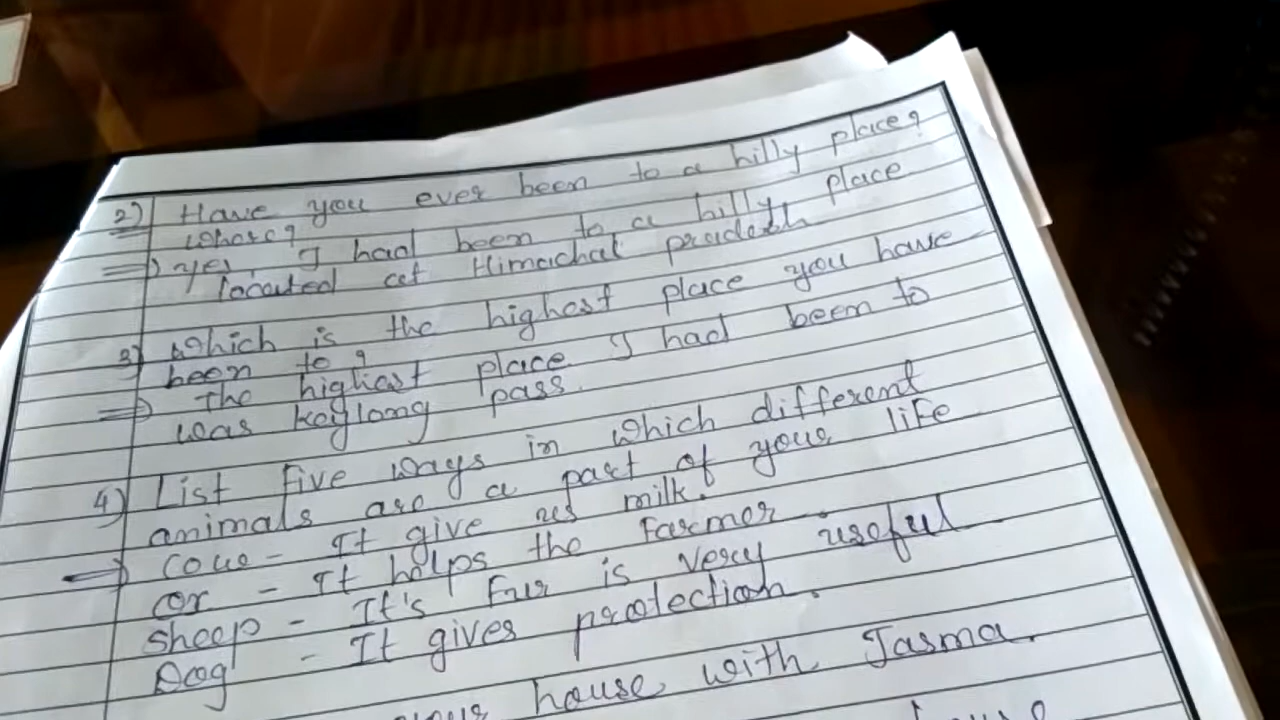 2) Have you ever been to a hilly place?
where?
⇒) yes, I had been to a hilly place
located at Himachal pradesh
3) which is the highest place you have
been to?
⇒) The highest place I had been to
was keylong pass.
4) List five ways in which different
animals are a part of your life
⇒) cow - It give us milk.
ox - It helps the farmer.
sheep - It's Fur is very useful
Dog - It gives protection.
your house with Tasma.